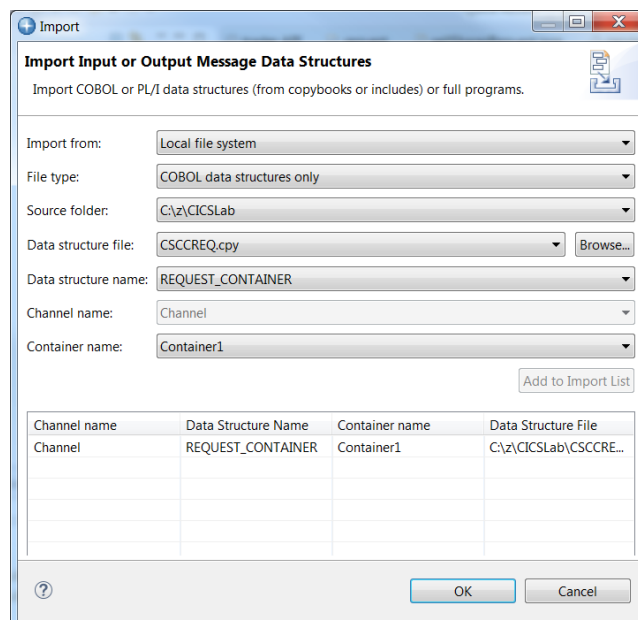 Import
Import Input or Output Message Data Structures
Import COBOL or PL/I data structures (from copybooks or includes) or full programs.
Import from: Local file system
File type: COBOL data structures only
Source folder: C:\z\CICSLab
Data structure file: CSCCREQ.cpy Browse...
Data structure name: REQUEST_CONTAINER
Channel name: Channel
Container name: Container1
Add to Import List
Channel name Data Structure Name Container name Data Structure File
Channel REQUEST_CONTAINER Container1 C:\z\CICSLab\CSCCRE...
OK Cancel